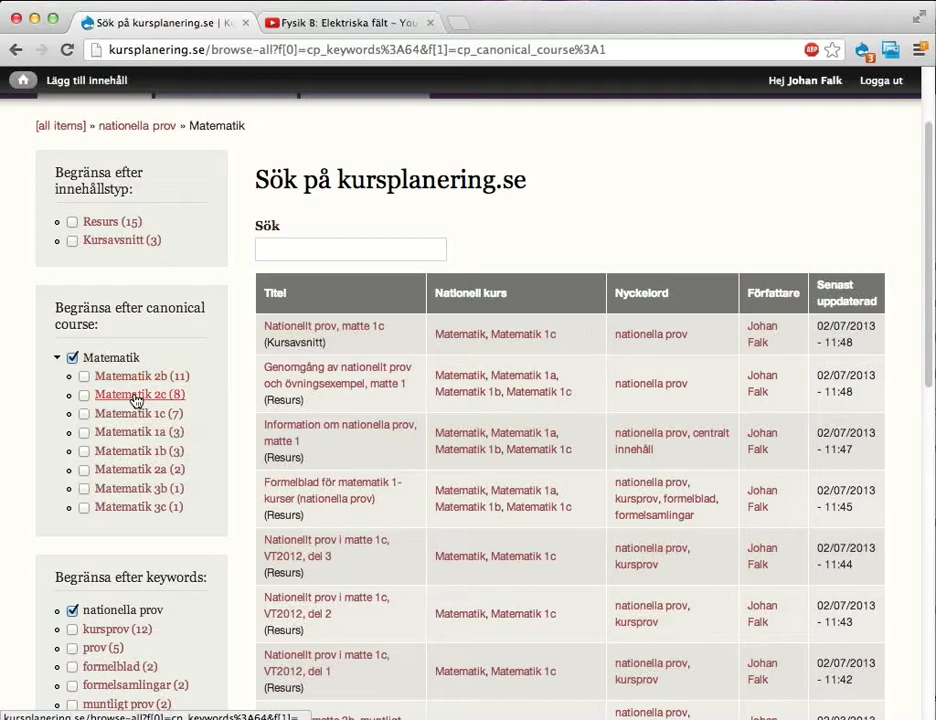 Sök på kursplanering.se | Ku
Fysik B: Elektriska fält – You
kursplanering.se/browse-all?f[0]=cp_keywords%3A64&f[1]=cp_canonical_course%3A1
ABP
3
Lägg till innehåll
Hej Johan Falk
Logga ut
[all items] » nationella prov » Matematik
Begränsa efter
innehållstyp:
Resurs (15)
Kursavsnitt (3)
Begränsa efter canonical
course:
Matematik
Matematik 2b (11)
Matematik 2c (8)
Matematik 1c (7)
Matematik 1a (3)
Matematik 1b (3)
Matematik 2a (2)
Matematik 3b (1)
Matematik 3c (1)
Begränsa efter keywords:
nationella prov
kursprov (12)
prov (5)
formelblad (2)
formelsamlingar (2)
muntligt prov (2)
Sök på kursplanering.se
Sök
Titel
Nationell kurs
Nyckelord
Författare
Senast
uppdaterad
Nationellt prov, matte 1c
(Kursavsnitt)
Matematik, Matematik 1c
nationella prov
Johan
Falk
02/07/2013
- 11:48
Genomgång av nationellt prov
och övningsexempel, matte 1
(Resurs)
Matematik, Matematik 1a,
Matematik 1b, Matematik 1c
nationella prov
Johan
Falk
02/07/2013
- 11:48
Information om nationella prov,
matte 1
(Resurs)
Matematik, Matematik 1a,
Matematik 1b, Matematik 1c
nationella prov, centralt
innehåll
Johan
Falk
02/07/2013
- 11:47
Formelblad för matematik 1-
kurser (nationella prov)
(Resurs)
Matematik, Matematik 1a,
Matematik 1b, Matematik 1c
nationella prov,
kursprov, formelblad,
formelsamlingar
Johan
Falk
02/07/2013
- 11:45
Nationellt prov i matte 1c,
VT2012, del 3
(Resurs)
Matematik, Matematik 1c
nationella prov,
kursprov
Johan
Falk
02/07/2013
- 11:44
Nationellt prov i matte 1c,
VT2012, del 2
(Resurs)
Matematik, Matematik 1c
nationella prov,
kursprov
Johan
Falk
02/07/2013
- 11:43
Nationellt prov i matte 1c,
VT2012, del 1
(Resurs)
Matematik, Matematik 1c
nationella prov,
kursprov
Johan
Falk
02/07/2013
- 11:42
nationella prov,
Johan
02/07/2013
kursplanering.se/browse-all?f[0]=cp_keywords%3A64&f[1]=